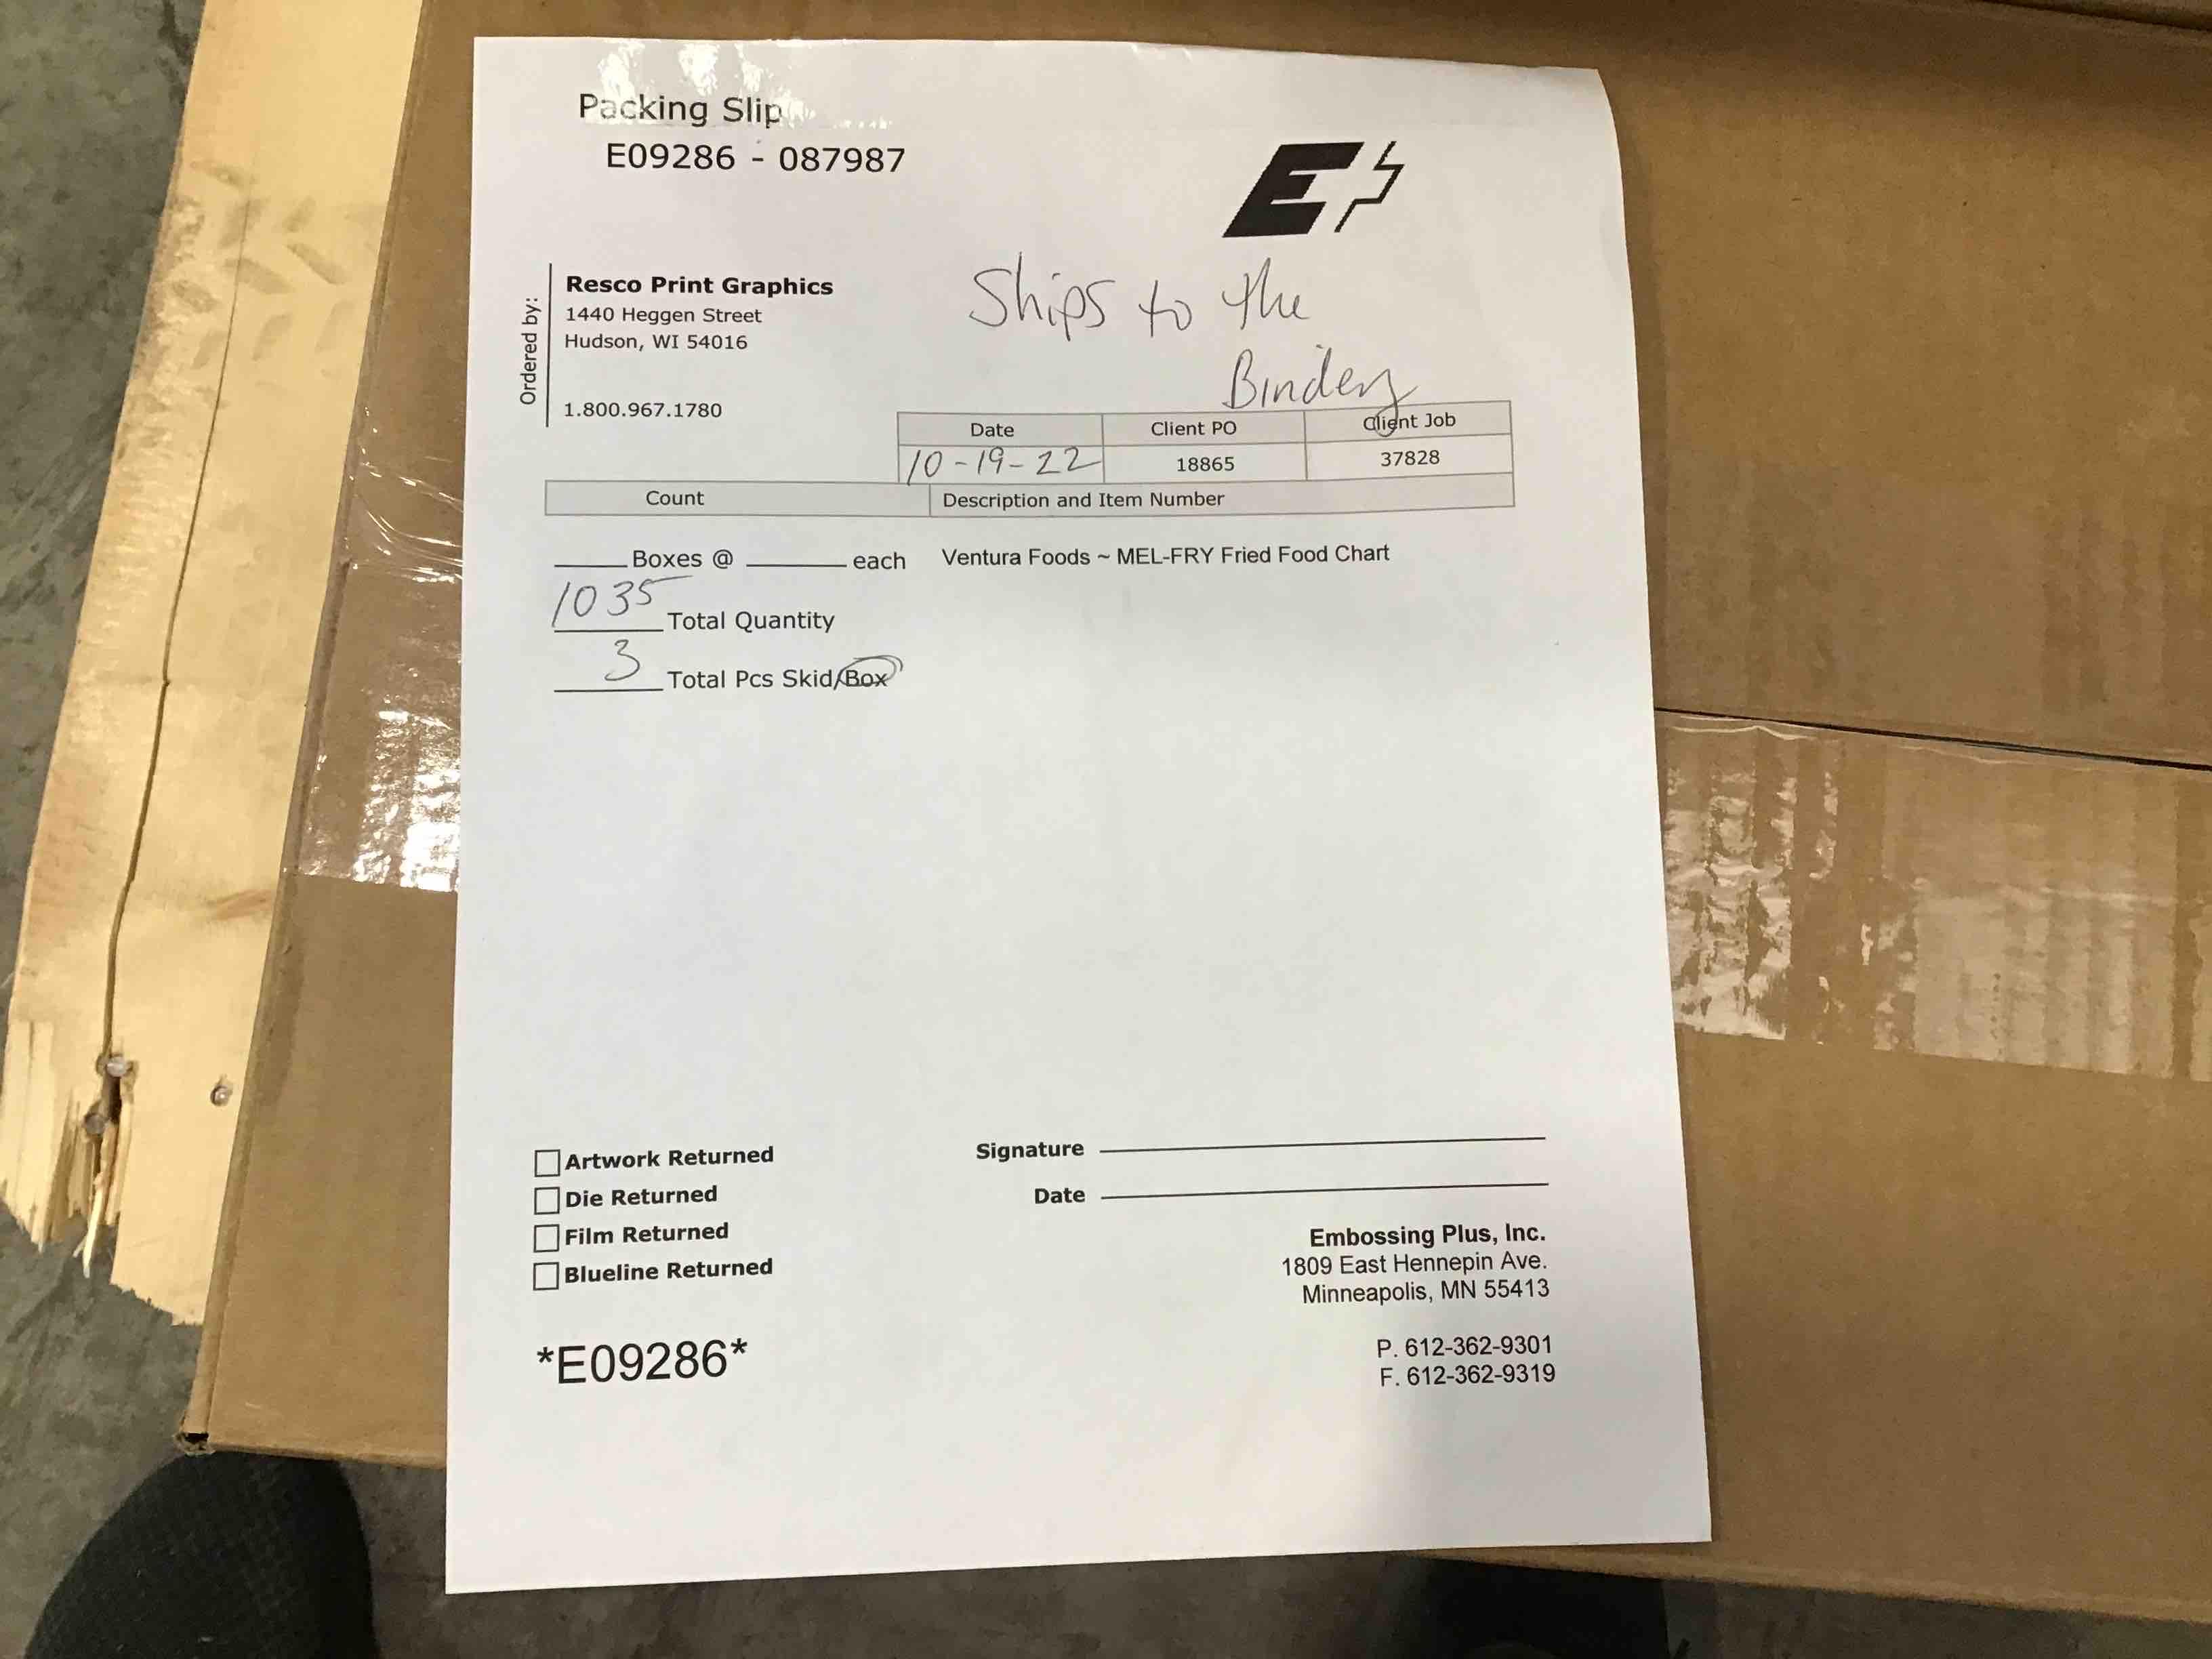 Packing Slip
E09286 - 087987
E
Ordered by:
Resco Print Graphics
1440 Heggen Street
Hudson, WI 54016
1.800.967.1780
Ships to the
Bindery
Date Client PO Client Job
10-19-22 18865 37828
Count Description and Item Number
______ Boxes @ ______ each Ventura Foods ~ MEL-FRY Fried Food Chart
1035 Total Quantity
3 Total Pcs Skid/Box
Artwork Returned
Die Returned
Film Returned
Blueline Returned
*E09286*
Signature
Date
Embossing Plus, Inc.
1809 East Hennepin Ave.
Minneapolis, MN 55413
P. 612-362-9301
F. 612-362-9319